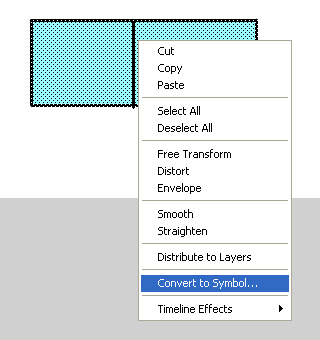 Cut
Copy
Paste
Select All
Deselect All
Free Transform
Distort
Envelope
Smooth
Straighten
Distribute to Layers
Convert to Symbol...
Timeline Effects